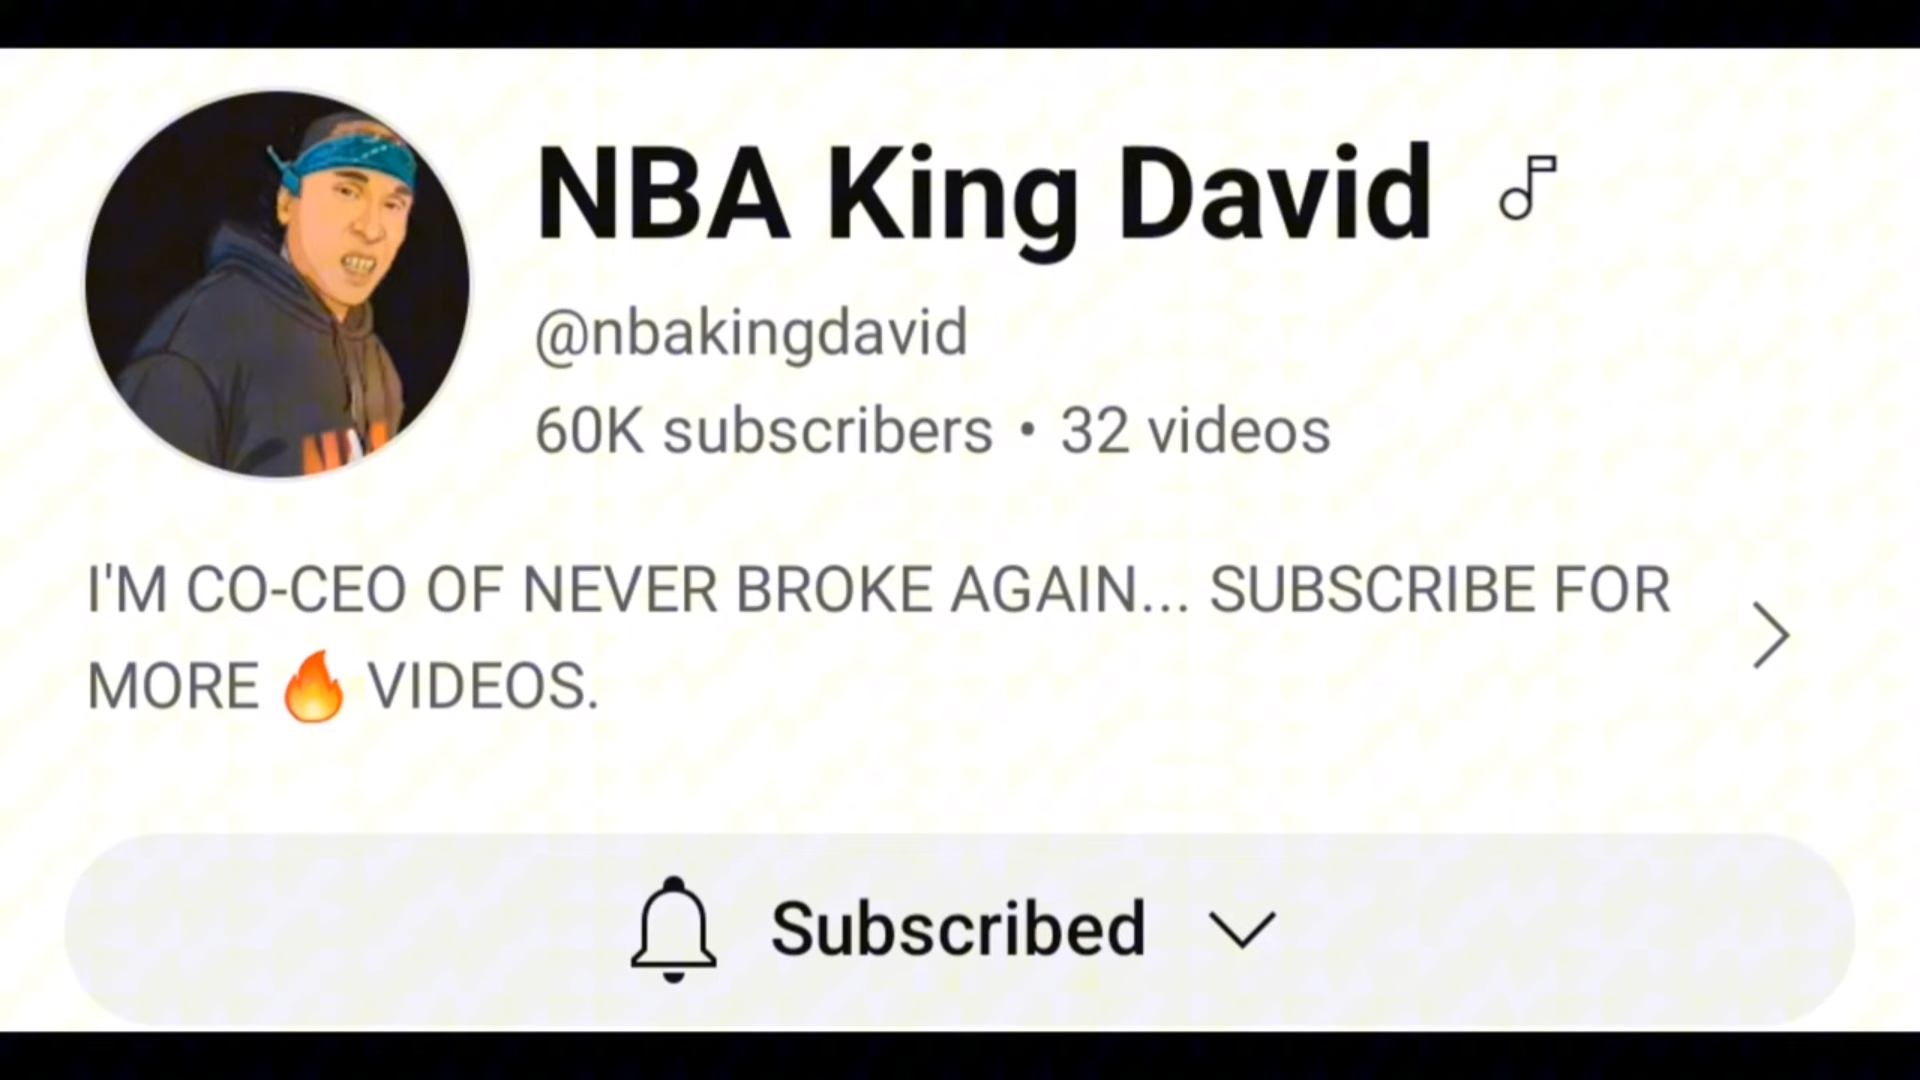 NBA King David
@nbakingdavid
60K subscribers • 32 videos
I'M CO-CEO OF NEVER BROKE AGAIN... SUBSCRIBE FOR
MORE 🔥 VIDEOS.
Subscribed